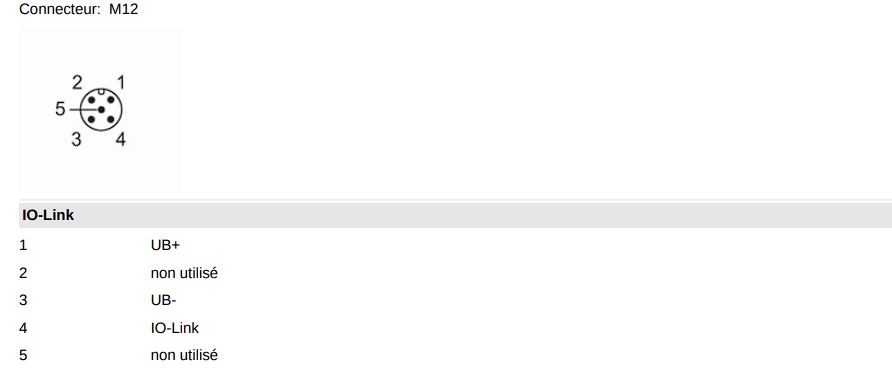 Connecteur: M12
2 1
5
3 4
IO-Link
1 UB+
2 non utilisé
3 UB-
4 IO-Link
5 non utilisé